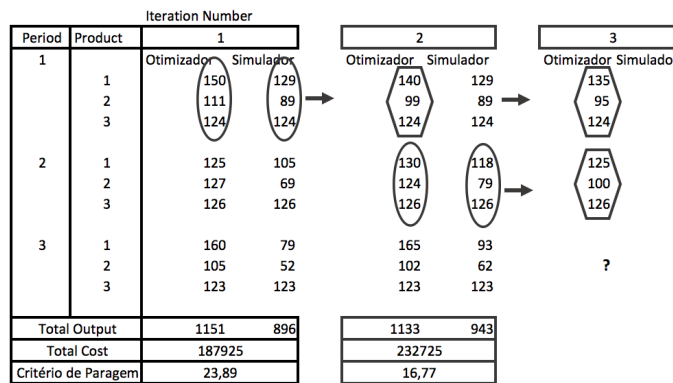 Iteration Number
Period Product 1 2 3
1 Otimizador Simulador Otimizador Simulador Otimizador Simulado
1 150 129 140 129 135
2 111 89 99 89 95
3 124 124 124 124 124
2 1 125 105 130 118 125
2 127 69 124 79 100
3 126 126 126 126 126
3 1 160 79 165 93
2 105 52 102 62 ?
3 123 123 123 123
Total Output 1151 896 1133 943
Total Cost 187925 232725
Critério de Paragem 23,89 16,77